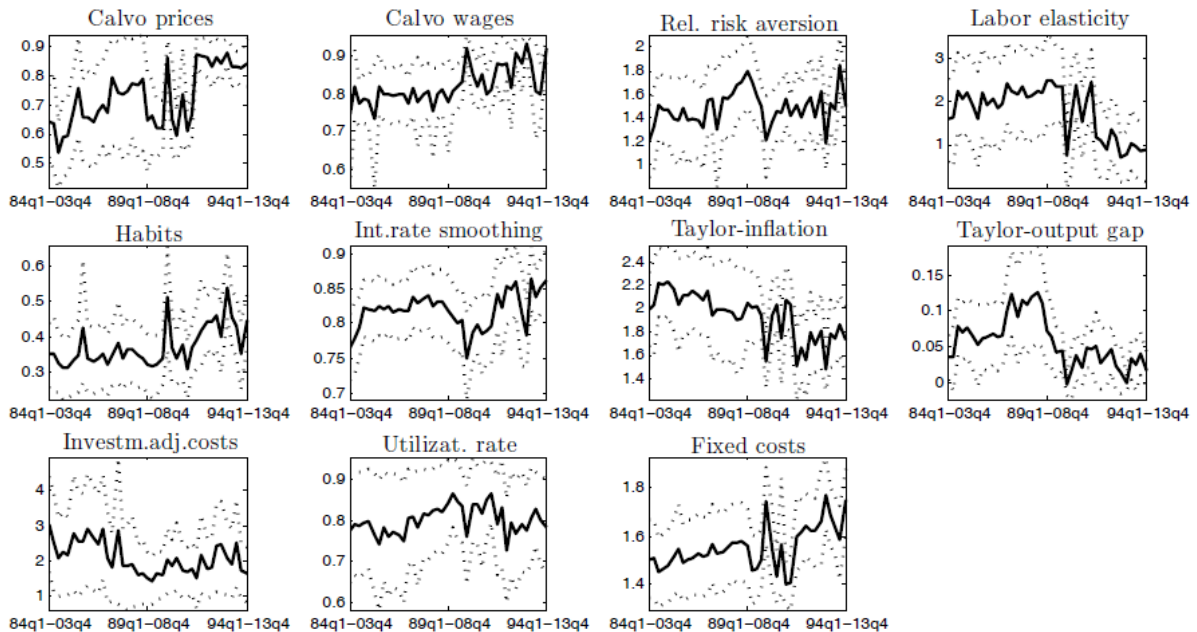 Calvo prices
0.9
0.8
0.7
0.6
0.5
84q1−03q4 89q1−08q4 94q1−13q4
Calvo wages
0.9
0.8
0.7
0.6
84q1−03q4 89q1−08q4 94q1−13q4
Rel. risk aversion
2
1.8
1.6
1.4
1.2
1
84q1−03q4 89q1−08q4 94q1−13q4
Labor elasticity
3
2
1
84q1−03q4 89q1−08q4 94q1−13q4
Habits
0.6
0.5
0.4
0.3
84q1−03q4 89q1−08q4 94q1−13q4
Int.rate smoothing
0.9
0.85
0.8
0.75
0.7
84q1−03q4 89q1−08q4 94q1−13q4
Taylor-inflation
2.4
2.2
2
1.8
1.6
1.4
84q1−03q4 89q1−08q4 94q1−13q4
Taylor-output gap
0.15
0.1
0.05
0
84q1−03q4 89q1−08q4 94q1−13q4
Investm.adj.costs
4
3
2
1
84q1−03q4 89q1−08q4 94q1−13q4
Utilizat. rate
0.9
0.8
0.7
0.6
84q1−03q4 89q1−08q4 94q1−13q4
Fixed costs
1.8
1.6
1.4
84q1−03q4 89q1−08q4 94q1−13q4